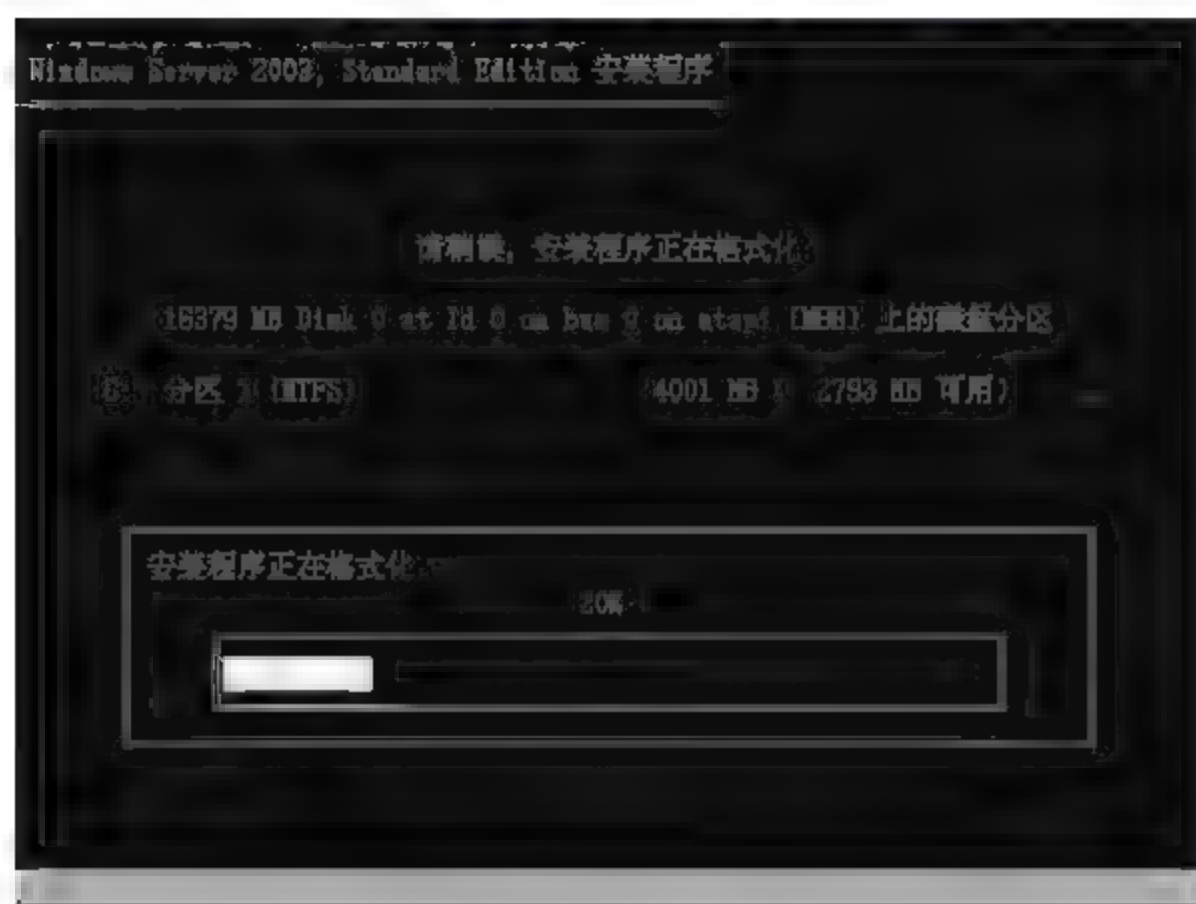 Windows Server 2003, Standard Edition 安装程序
请稍候，安装程序正在格式化
16379 MB Disk 0 at Id 0 on bus 0 on atapi [MBR] 上的磁盘分区
C: 分区 1 (NTFS) 4001 MB ( 2793 MB 可用)
安装程序正在格式化
20%